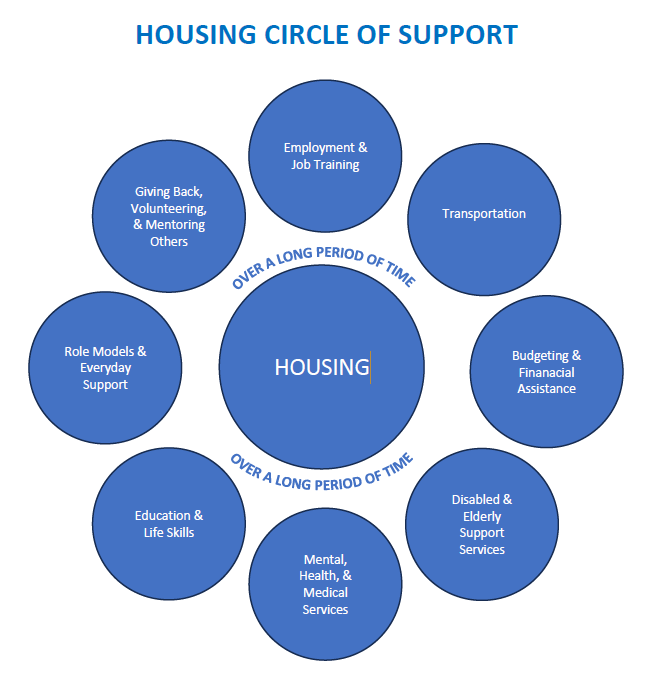 HOUSING CIRCLE OF SUPPORT
Employment &
Job Training
Transportation
Budgeting &
Finanacial
Assistance
Disabled &
Elderly
Support
Services
Mental,
Health, &
Medical
Services
Education &
Life Skills
Role Models &
Everyday
Support
Giving Back,
Volunteering,
& Mentoring
Others
OVER A LONG PERIOD OF TIME
HOUSING
OVER A LONG PERIOD OF TIME